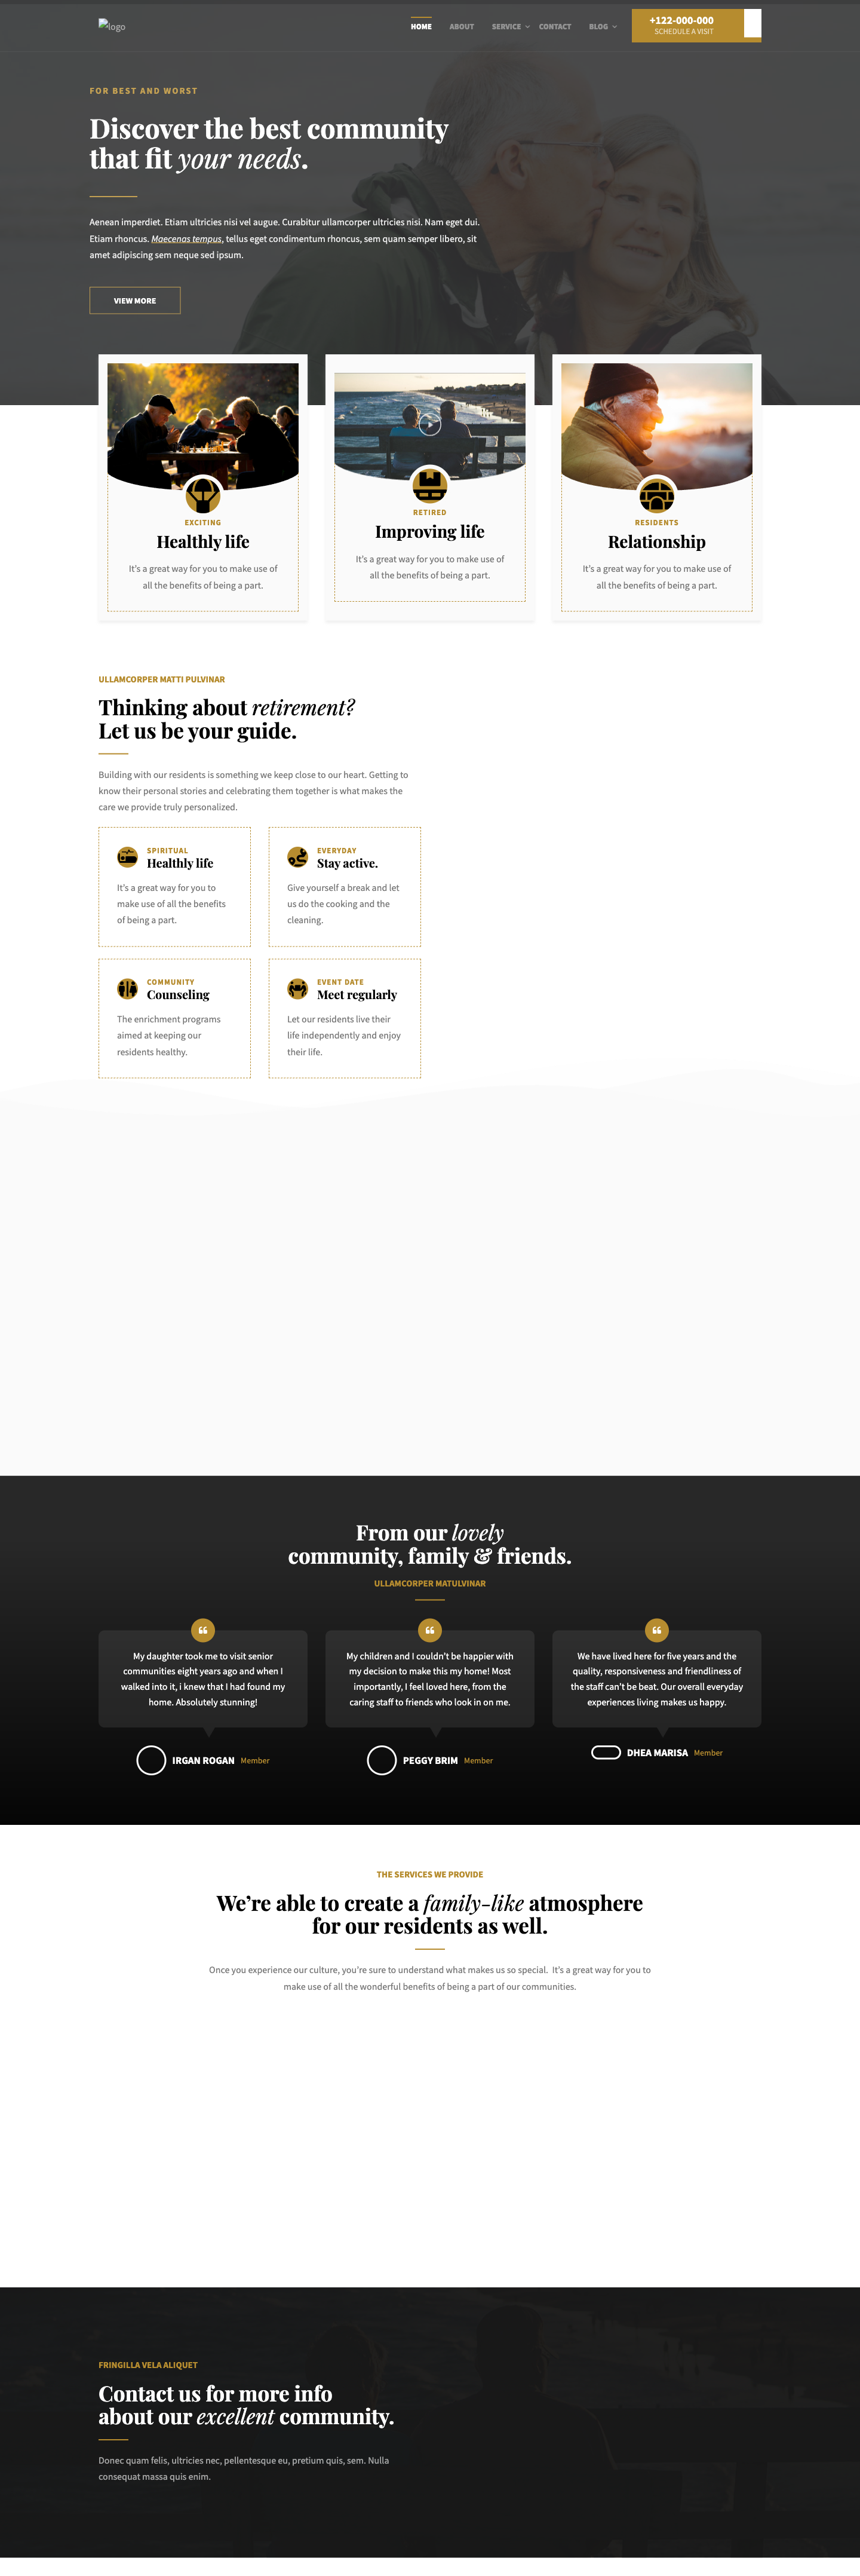 logo
HOME ABOUT SERVICE CONTACT BLOG
+122-000-000
SCHEDULE A VISIT
FOR BEST AND WORST
Discover the best community
that fit your needs.
Aenean imperdiet. Etiam ultricies nisi vel augue. Curabitur ullamcorper ultricies nisi. Nam eget dui.
Etiam rhoncus. Maecenas tempus, tellus eget condimentum rhoncus, sem quam semper libero, sit
amet adipiscing sem neque sed ipsum.
VIEW MORE
EXCITING
Healthly life
It's a great way for you to make use of
all the benefits of being a part.
RETIRED
Improving life
It's a great way for you to make use of
all the benefits of being a part.
RESIDENTS
Relationship
It's a great way for you to make use of
all the benefits of being a part.
ULLAMCORPER MATTI PULVINAR
Thinking about retirement?
Let us be your guide.
Building with our residents is something we keep close to our heart. Getting to
know their personal stories and celebrating them together is what makes the
care we provide truly personalized.
SPIRITUAL
Healthly life
It's a great way for you to
make use of all the benefits
of being a part.
EVERYDAY
Stay active.
Give yourself a break and let
us do the cooking and the
cleaning.
COMMUNITY
Counseling
The enrichment programs
aimed at keeping our
residents healthy.
EVENT DATE
Meet regularly
Let our residents live their
life independently and enjoy
their life.
From our lovely
community, family & friends.
ULLAMCORPER MATULVINAR
My daughter took me to visit senior
communities eight years ago and when I
walked into it, i knew that I had found my
home. Absolutely stunning!
IRGAN ROGAN Member
My children and I couldn't be happier with
my decision to make this my home! Most
importantly, I feel loved here, from the
caring staff to friends who look in on me.
PEGGY BRIM Member
We have lived here for five years and the
quality, responsiveness and friendliness of
the staff can't be beat. Our overall everyday
experiences living makes us happy.
DHEA MARISA Member
THE SERVICES WE PROVIDE
We're able to create a family-like atmosphere
for our residents as well.
Once you experience our culture, you're sure to understand what makes us so special. It's a great way for you to
make use of all the wonderful benefits of being a part of our communities.
FRINGILLA VELA ALIQUET
Contact us for more info
about our excellent community.
Donec quam felis, ultricies nec, pellentesque eu, pretium quis, sem. Nulla
consequat massa quis enim.